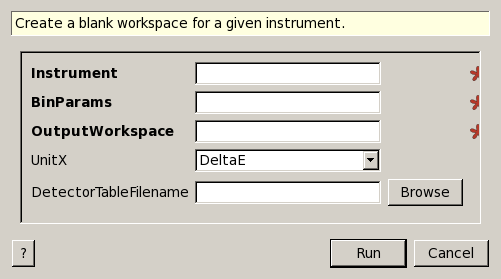 Create a blank workspace for a given instrument.
Instrument
BinParams
OutputWorkspace
UnitX DeltaE
DetectorTableFilename Browse
? Run Cancel